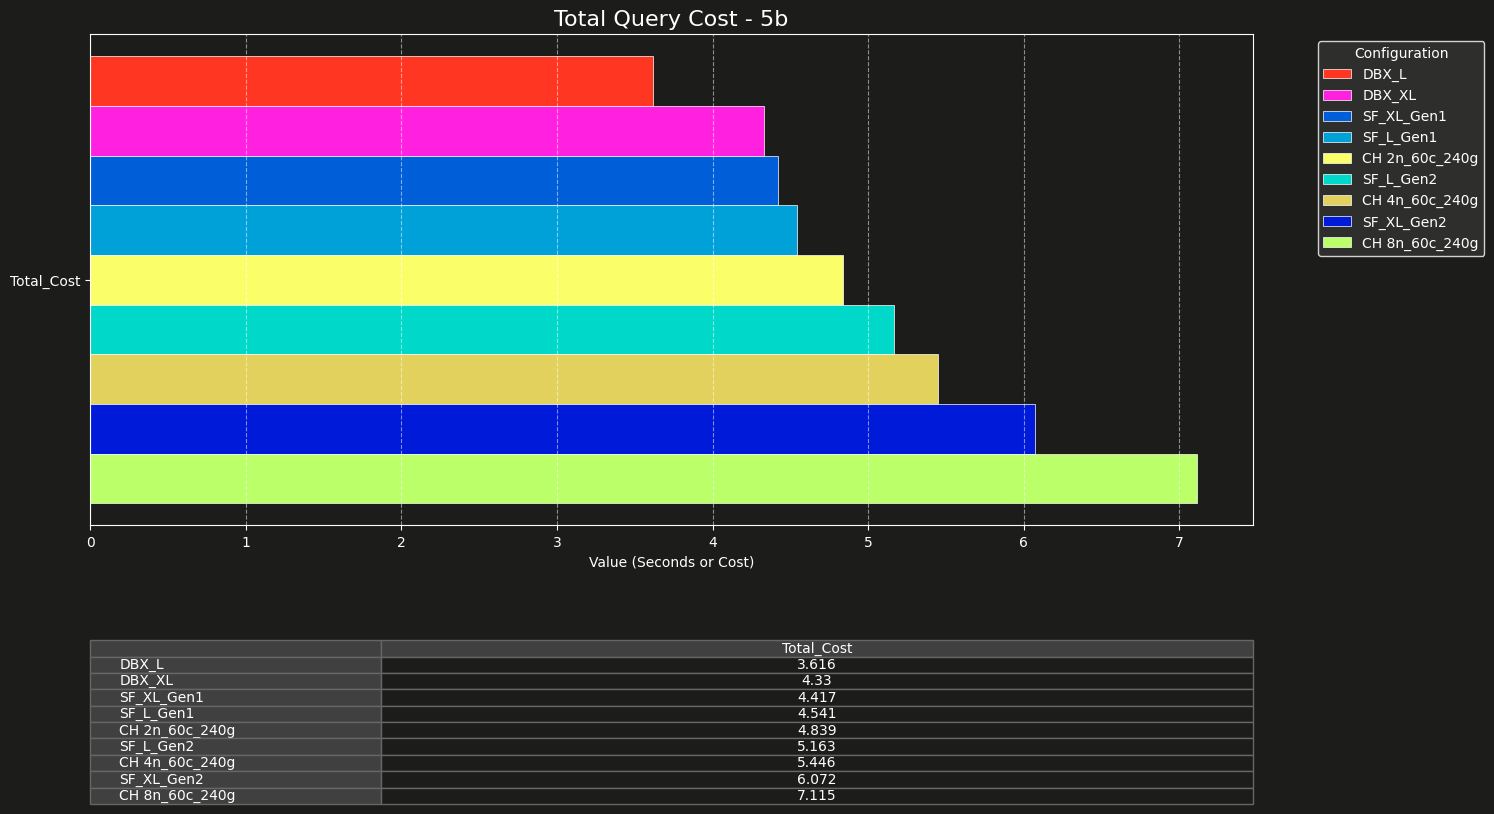 Total Query Cost - 5b
Configuration
DBX_L
DBX_XL
SF_XL_Gen1
SF_L_Gen1
CH 2n_60c_240g
SF_L_Gen2
CH 4n_60c_240g
SF_XL_Gen2
CH 8n_60c_240g
Total_Cost
0 1 2 3 4 5 6 7
Value (Seconds or Cost)
Total_Cost
DBX_L 3.616
DBX_XL 4.33
SF_XL_Gen1 4.417
SF_L_Gen1 4.541
CH 2n_60c_240g 4.839
SF_L_Gen2 5.163
CH 4n_60c_240g 5.446
SF_XL_Gen2 6.072
CH 8n_60c_240g 7.115